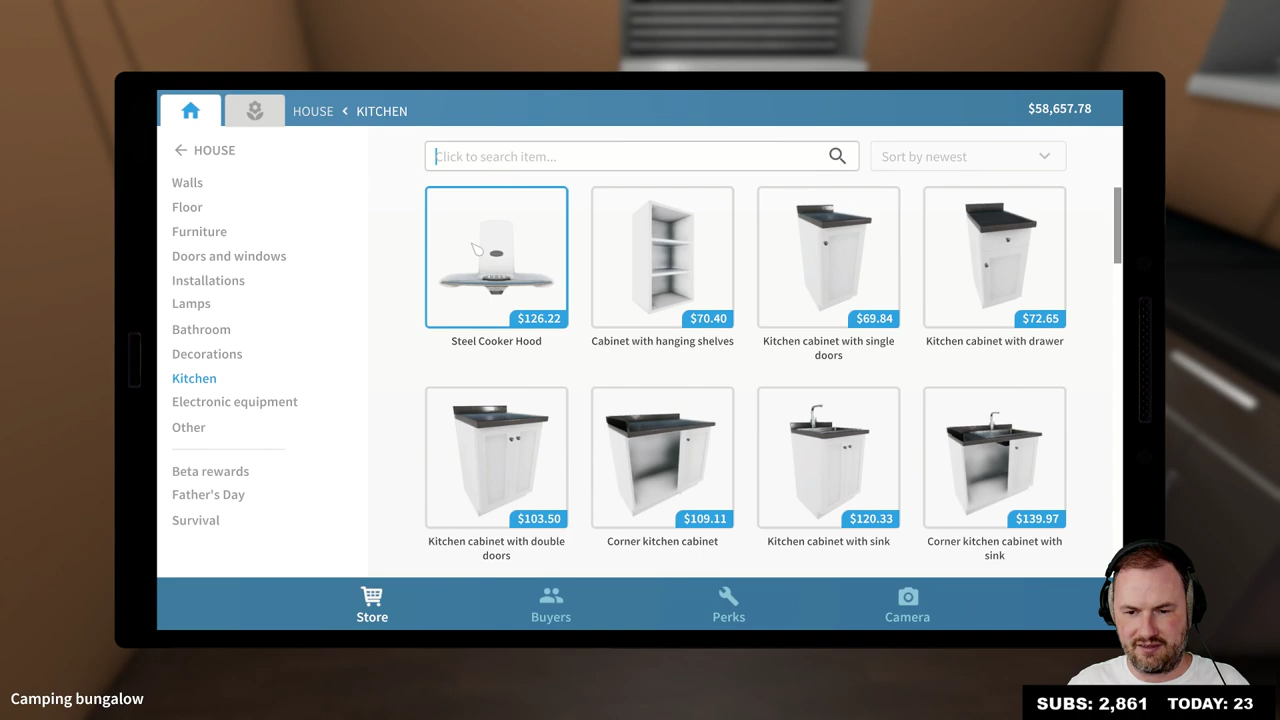 HOUSE < KITCHEN
$58,657.78
HOUSE
Walls
Floor
Furniture
Doors and windows
Installations
Lamps
Bathroom
Decorations
Kitchen
Electronic equipment
Other
Beta rewards
Father's Day
Survival
Click to search item...
Sort by newest
$126.22
$70.40
$69.84
$72.65
Steel Cooker Hood
Cabinet with hanging shelves
Kitchen cabinet with single
doors
Kitchen cabinet with drawer
$103.50
$109.11
$120.33
$139.97
Kitchen cabinet with double
doors
Corner kitchen cabinet
Kitchen cabinet with sink
Corner kitchen cabinet with
sink
Store
Buyers
Perks
Camera
Camping bungalow
SUBS: 2,861 TODAY: 23